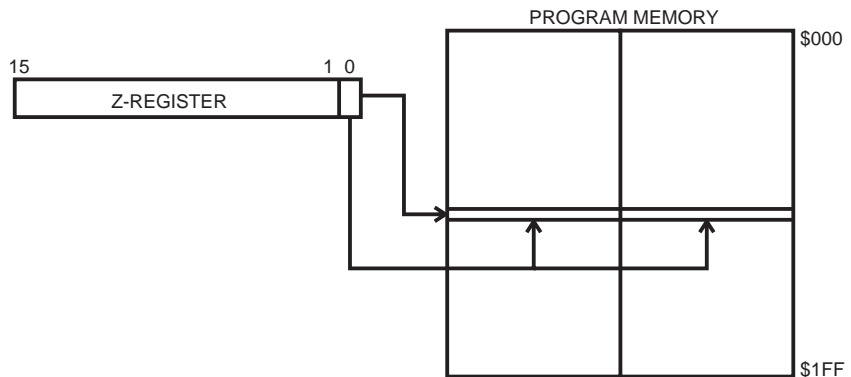 PROGRAM MEMORY
$000
15 1 0
Z-REGISTER
$1FF